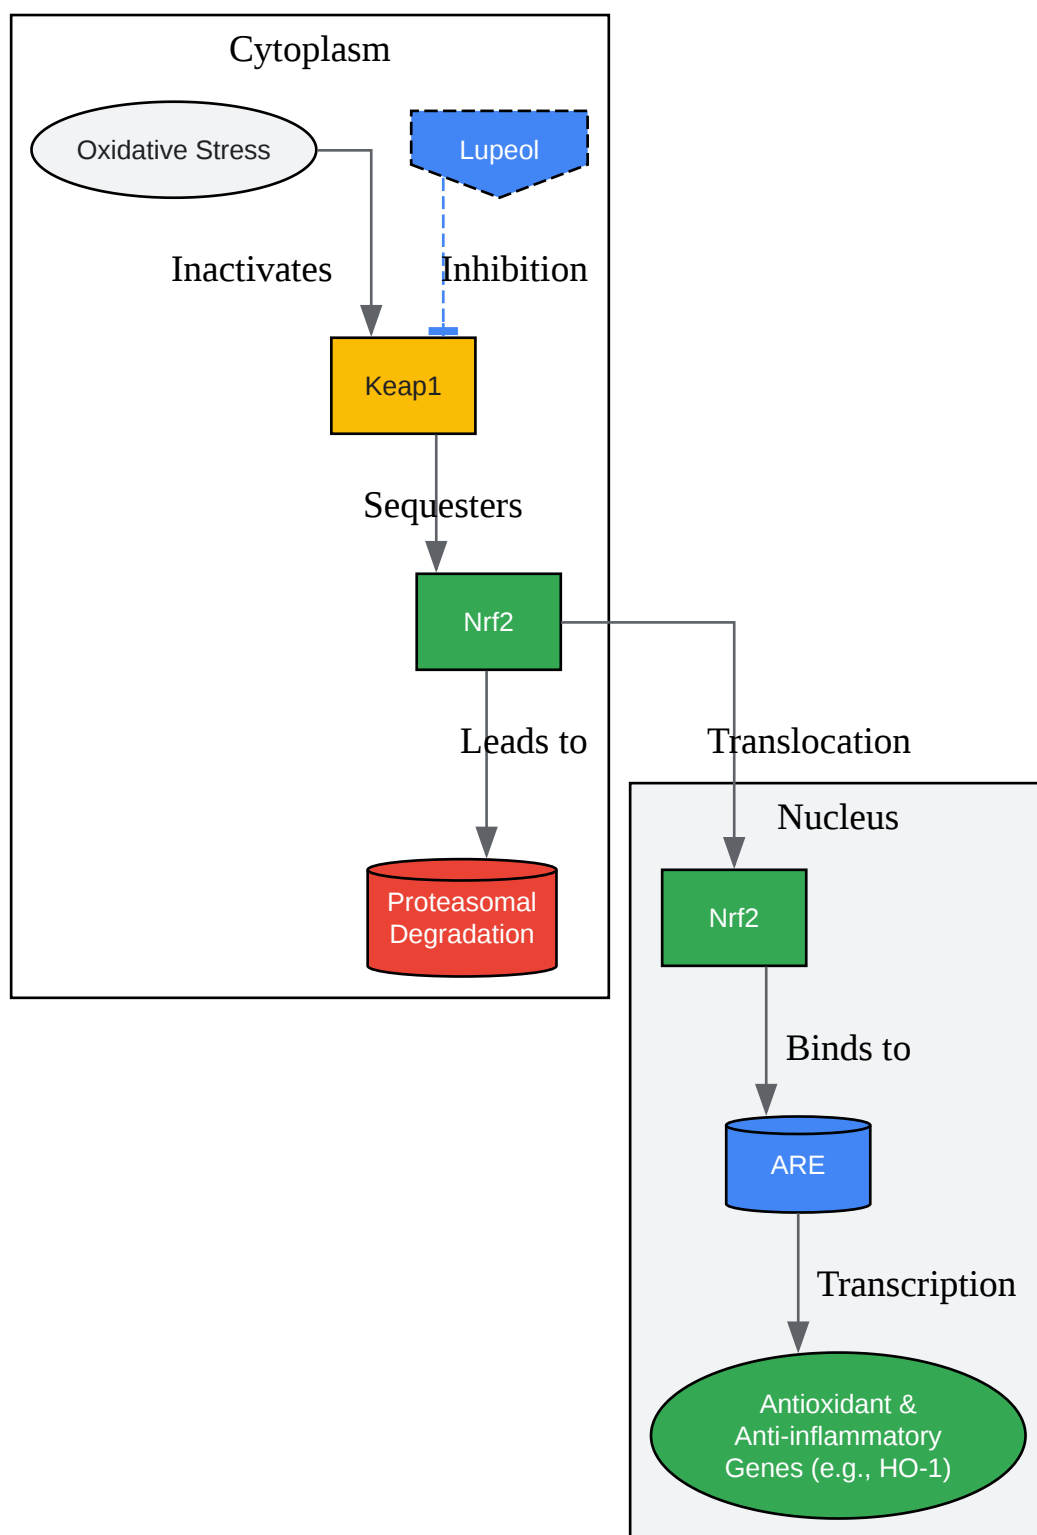 Cytoplasm
Oxidative Stress
Lupeol
Inactivates
Inhibition
Keap1
Sequesters
Nrf2
Leads to
Translocation
Nucleus
Proteasomal
Degradation
Nrf2
Binds to
ARE
Transcription
Antioxidant &
Anti-inflammatory
Genes (e.g., HO-1)